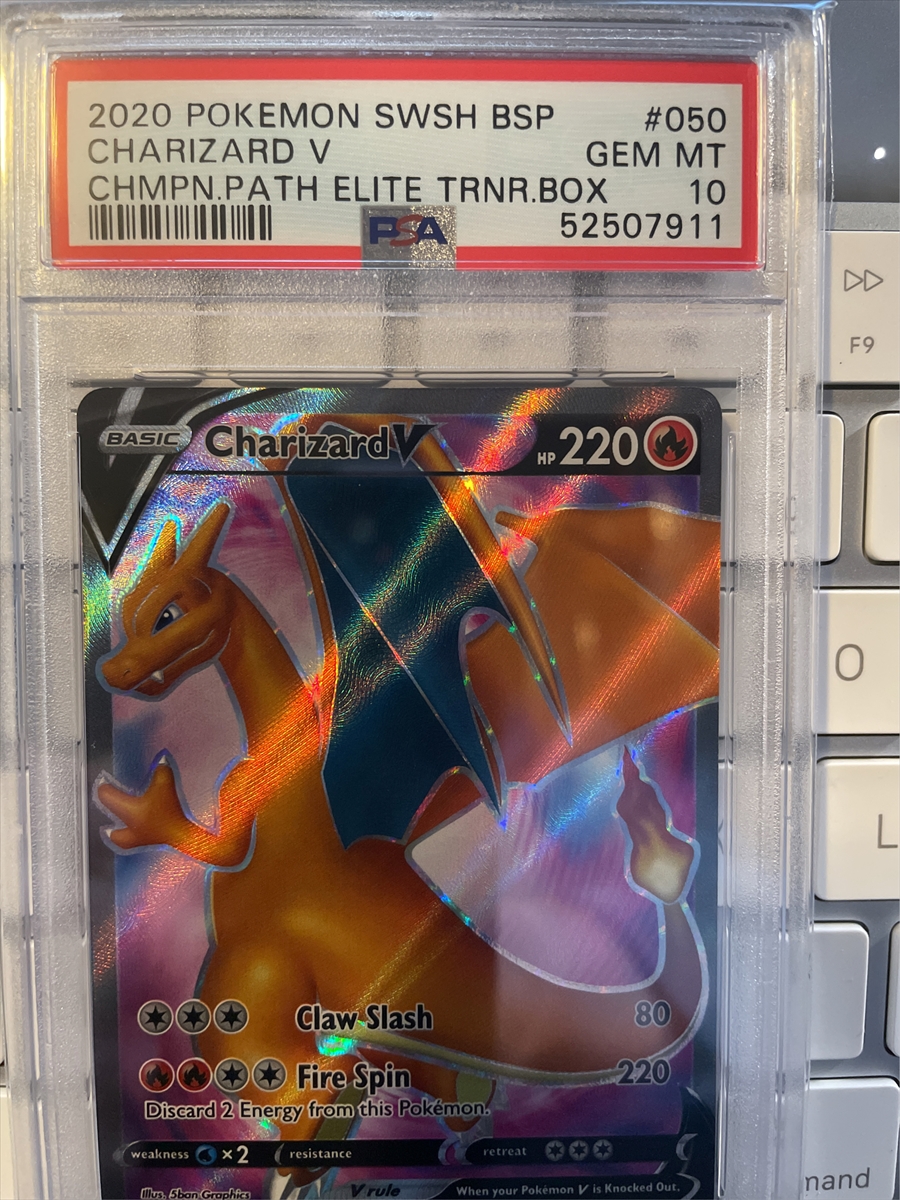 2020 POKEMON SWSH BSP #050
CHARIZARD V GEM MT
CHMPN.PATH ELITE TRNR.BOX 10
PSA 52507911
F9
BASIC Charizard V HP 220
O
L
Claw Slash 80
Fire Spin 220
Discard 2 Energy from this Pokémon.
weakness ×2 resistance retreat
Illus. 5ban Graphics V rule When your Pokémon V is Knocked Out,
mand